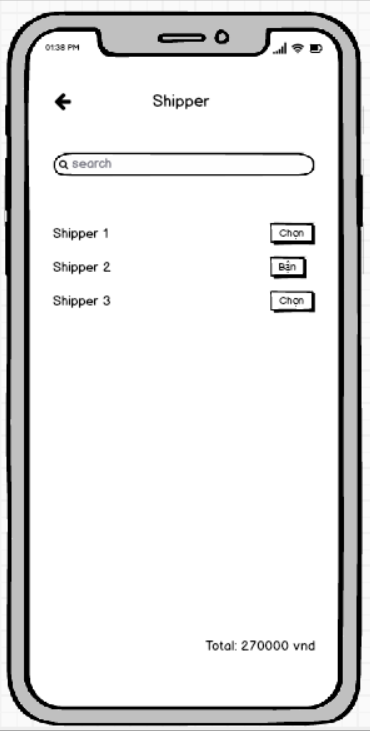 01:38 PM
Shipper
search
Shipper 1 Chọn
Shipper 2 Bận
Shipper 3 Chọn
Total: 270000 vnd